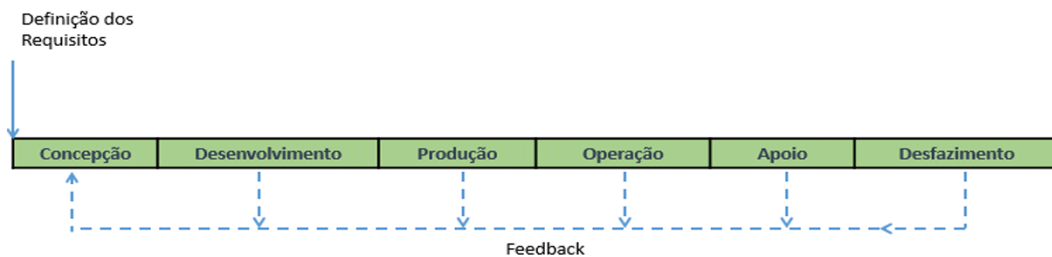 Definição dos
Requisitos
Concepção Desenvolvimento Produção Operação Apoio Desfazimento
Feedback